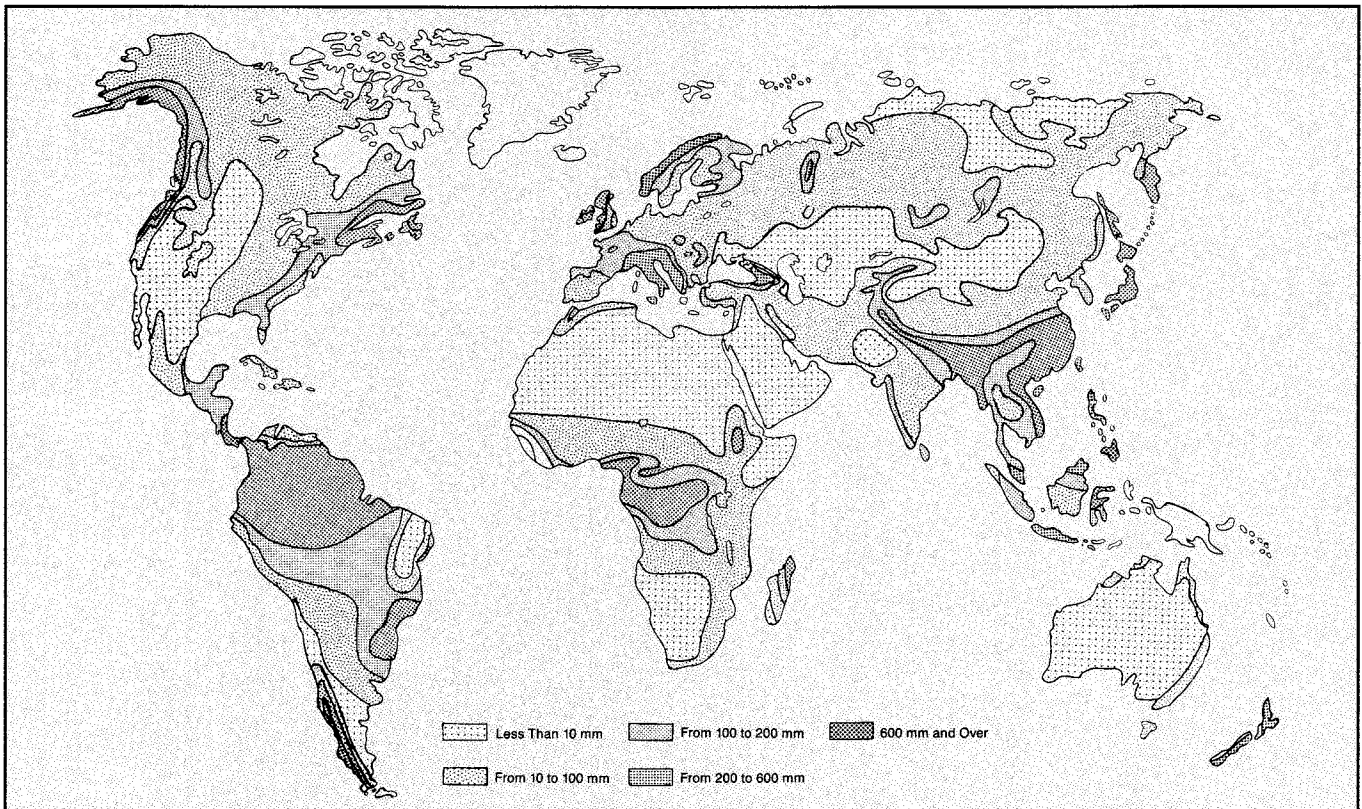 Less Than 10 mm
From 10 to 100 mm
From 100 to 200 mm
From 200 to 600 mm
600 mm and Over